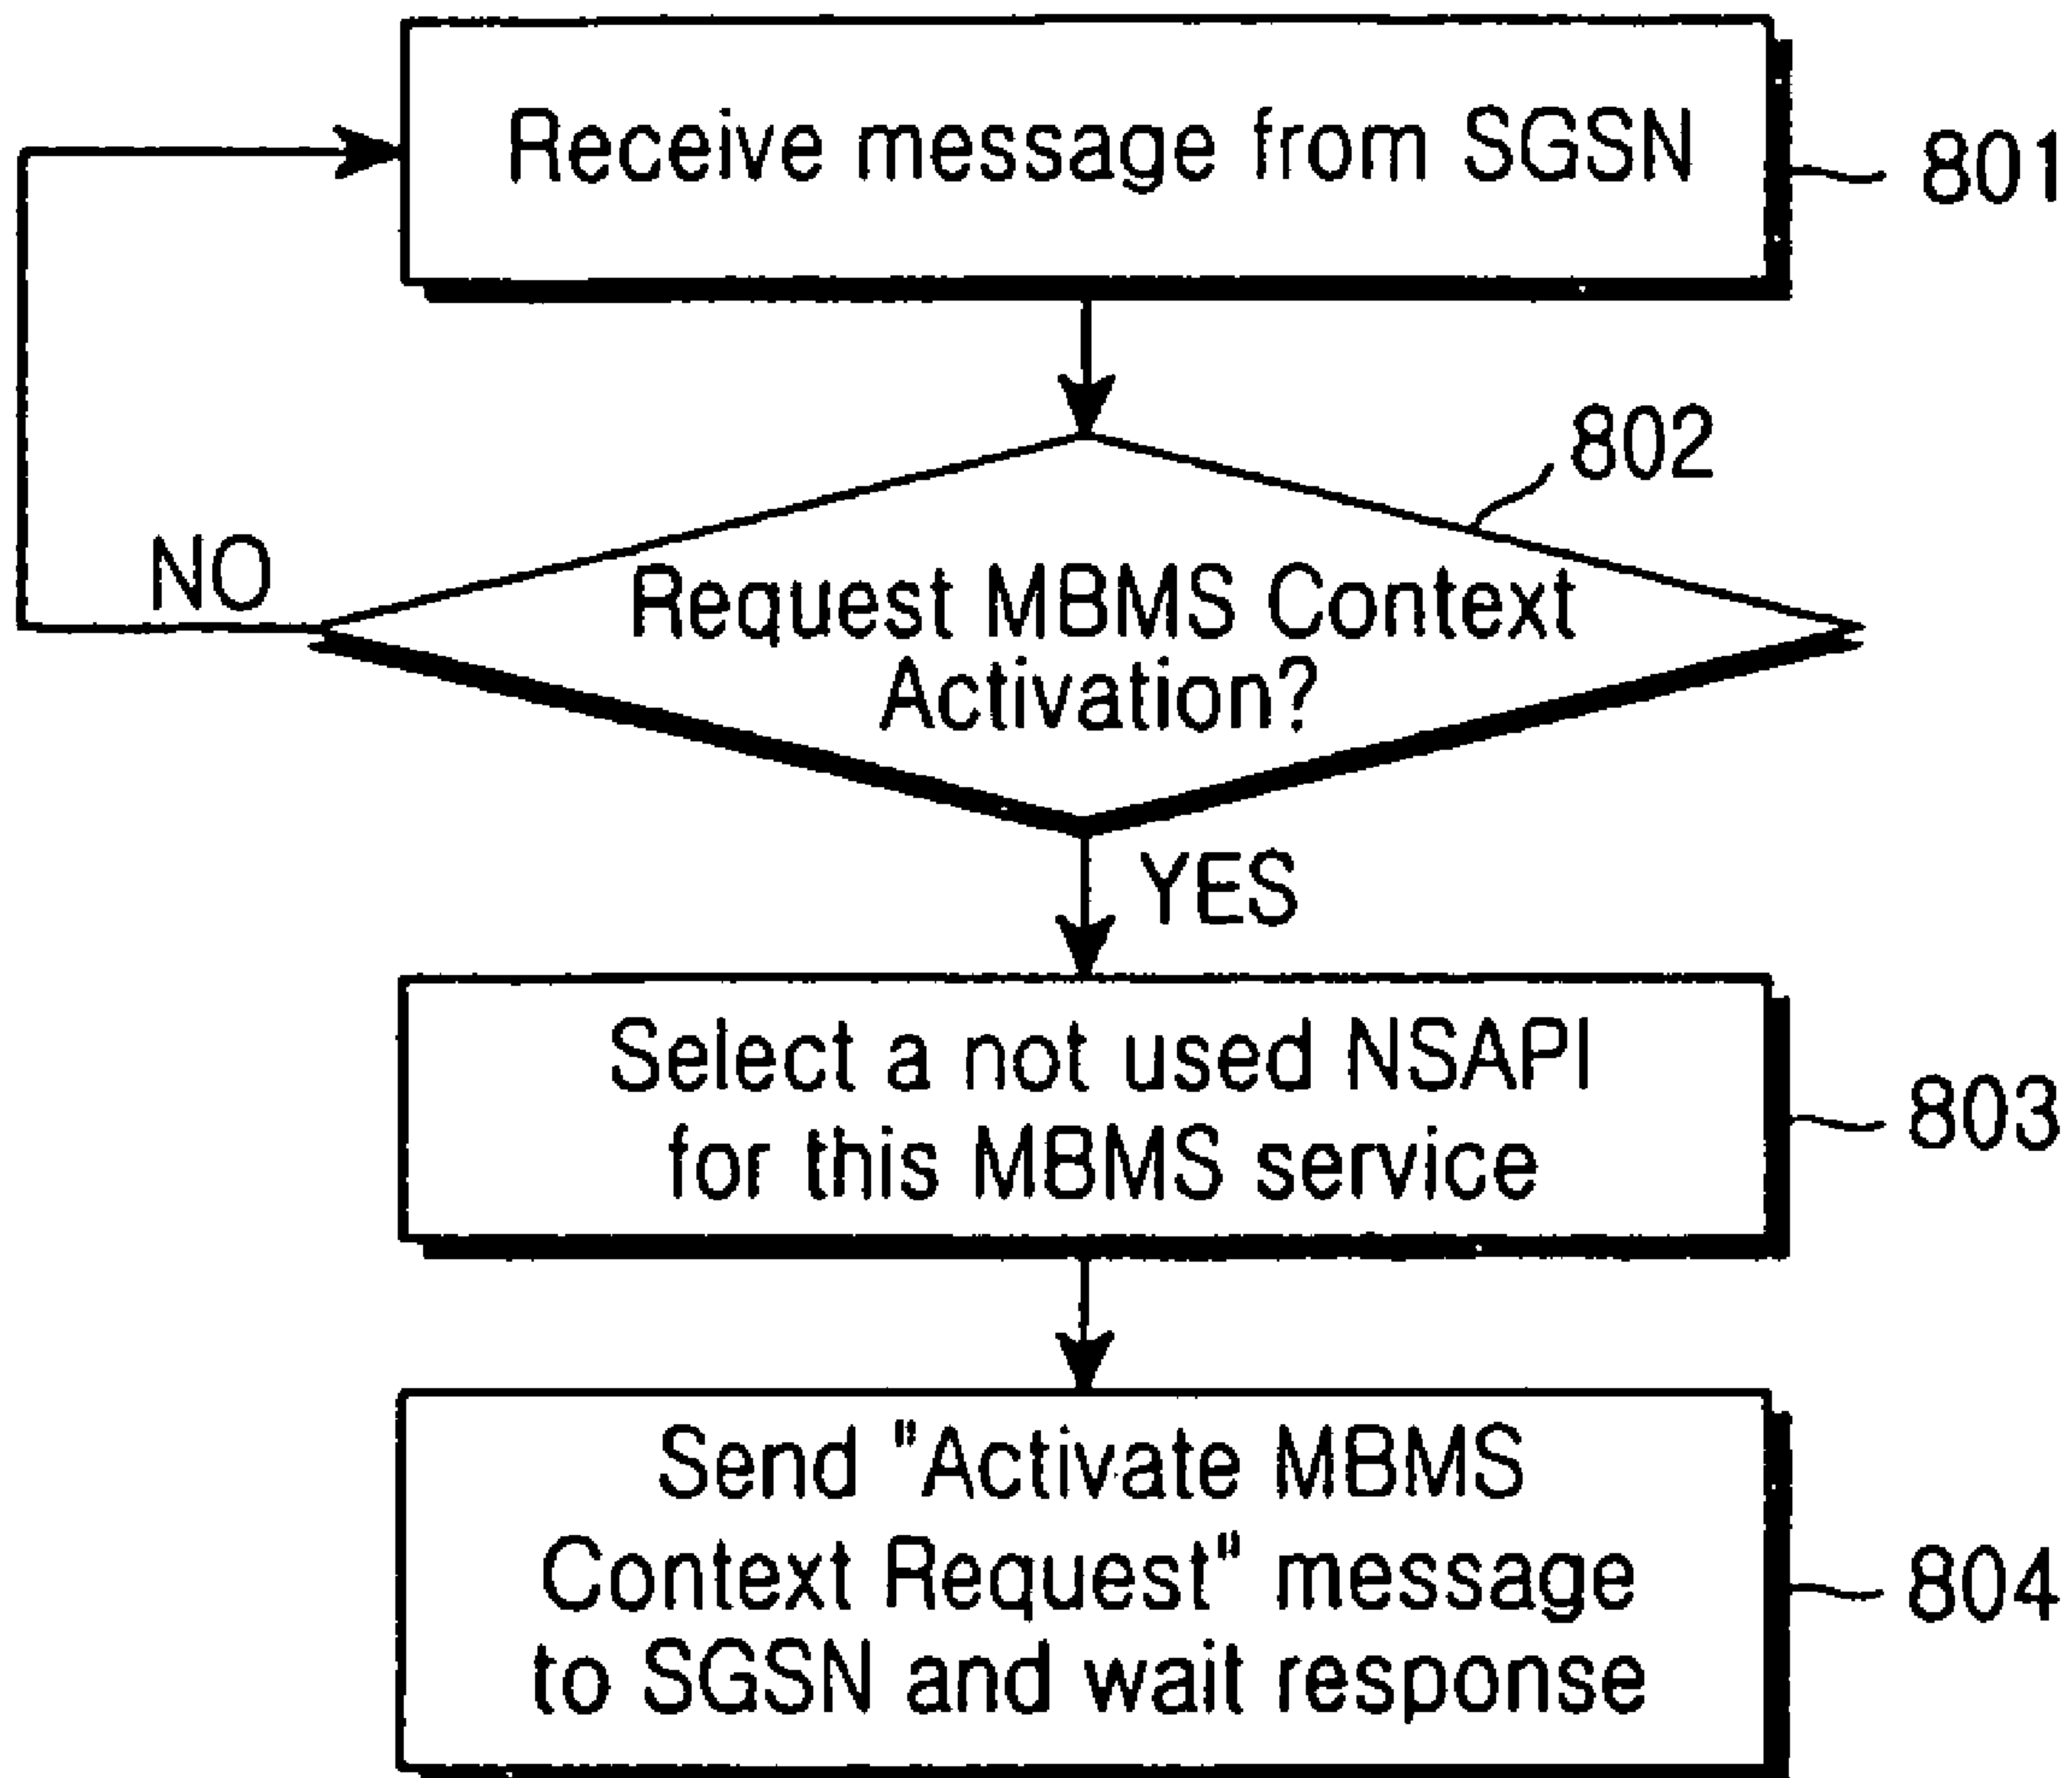 Receive message from SGSN
801
802
NO
Request MBMS Context
Activation?
YES
Select a not used NSAPI
for this MBMS service
803
Send "Activate MBMS
Context Request" message
to SGSN and wait response
804